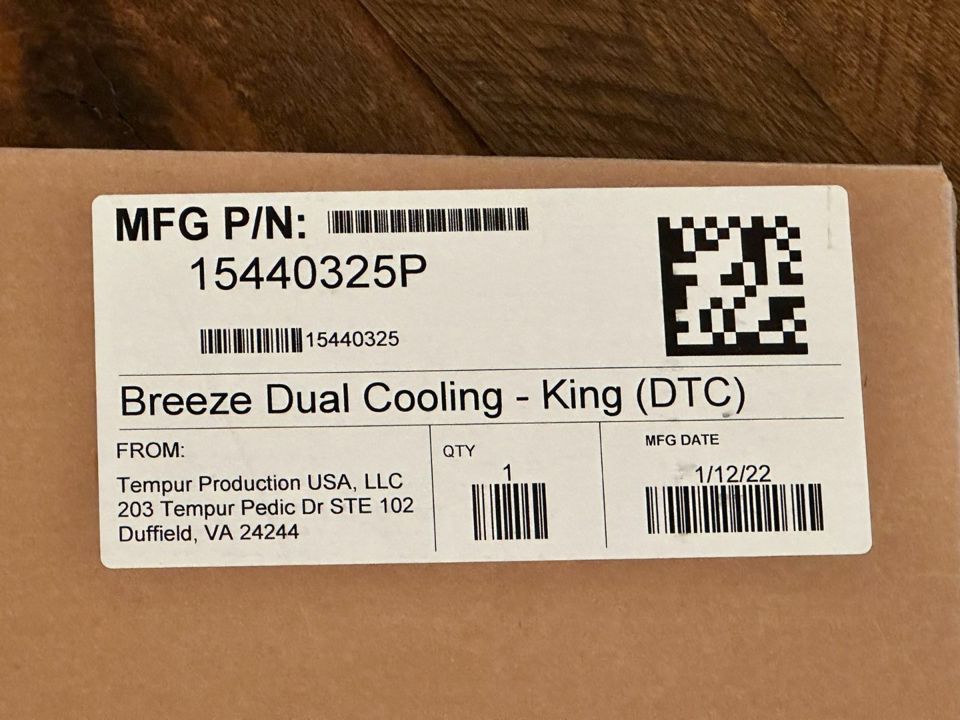 MFG P/N:
15440325P
15440325
Breeze Dual Cooling - King (DTC)
FROM:
Tempur Production USA, LLC
203 Tempur Pedic Dr STE 102
Duffield, VA 24244
QTY
1
MFG DATE
1/12/22